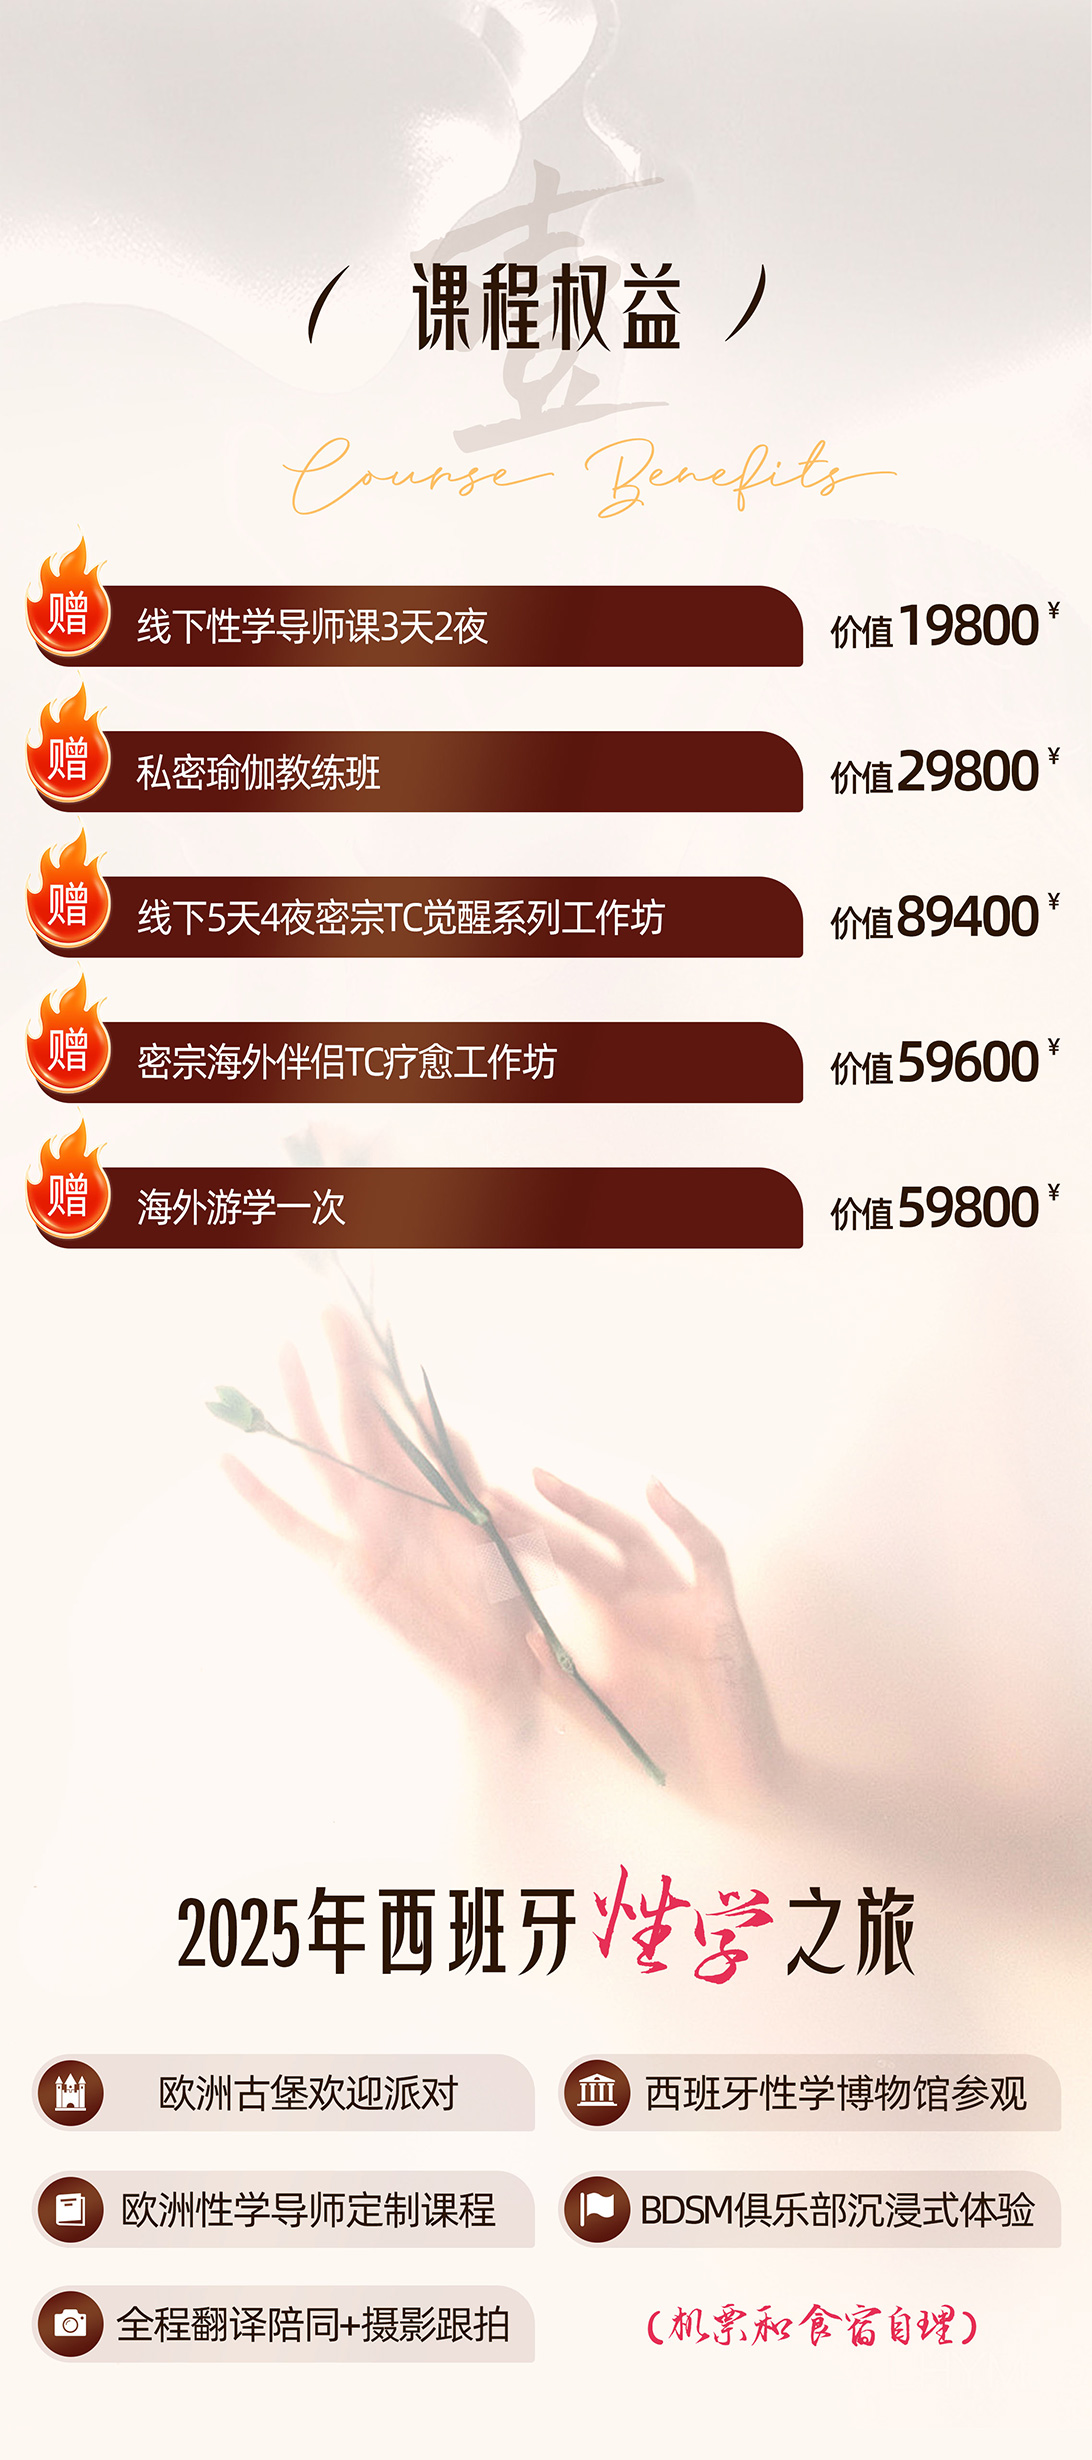 壹
( 课程权益 )
Course Benefits
赠 线下性学导师课3天2夜 价值19800¥
赠 私密瑜伽教练班 价值29800¥
赠 线下5天4夜密宗TC觉醒系列工作坊 价值89400¥
赠 密宗海外伴侣TC疗愈工作坊 价值59600¥
赠 海外游学一次 价值59800¥
2025年西班牙性学之旅
欧洲古堡欢迎派对 西班牙性学博物馆参观
欧洲性学导师定制课程 BDSM俱乐部沉浸式体验
全程翻译陪同+摄影跟拍 (机票和食宿自理)